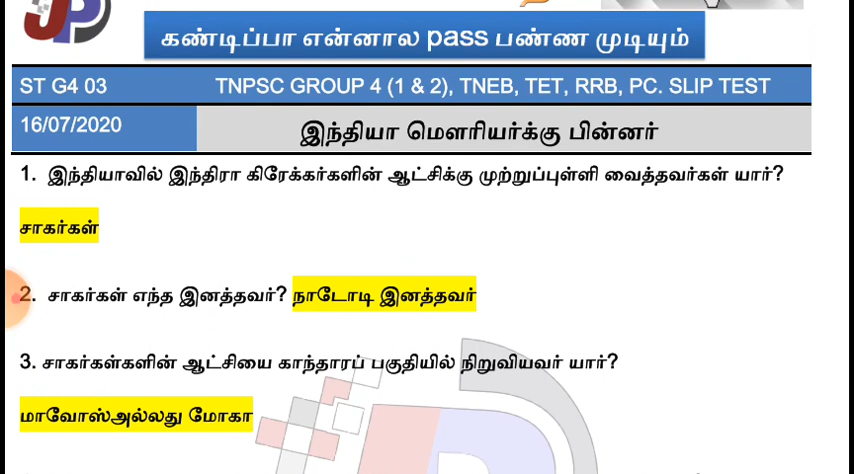 JP
கண்டிப்பா என்னால pass பண்ண முடியும்
ST G4 03 TNPSC GROUP 4 (1 & 2), TNEB, TET, RRB, PC. SLIP TEST
16/07/2020 இந்தியா மௌரியர்க்கு பின்னர்
1. இந்தியாவில் இந்திரா கிரேக்கர்களின் ஆட்சிக்கு முற்றுப்புள்ளி வைத்தவர்கள் யார்?
சாகர்கள்
2. சாகர்கள் எந்த இனத்தவர்? நாடோடி இனத்தவர்
3. சாகர்கள்களின் ஆட்சியை காந்தாரப் பகுதியில் நிறுவியவர் யார்?
மாவோஸ்அல்லது மோகா